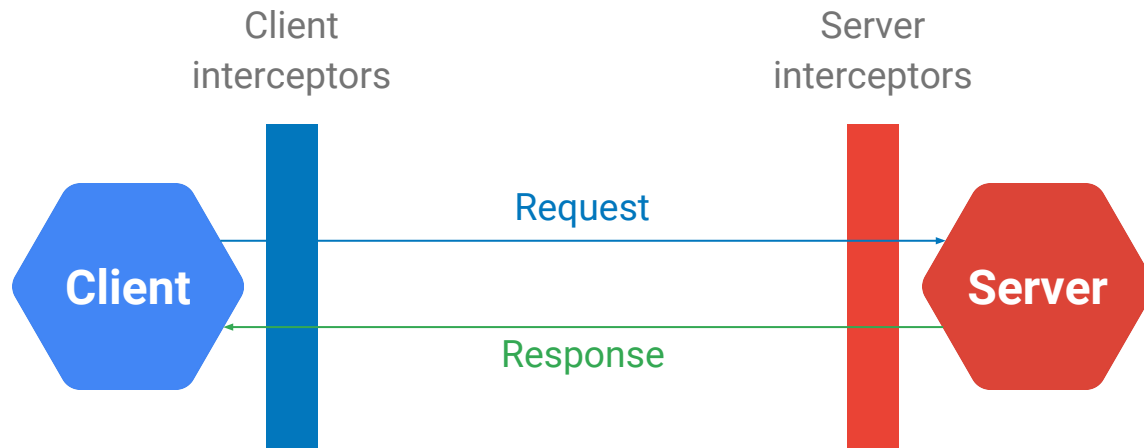 Client
interceptors
Server
interceptors
Request
Client
Server
Response